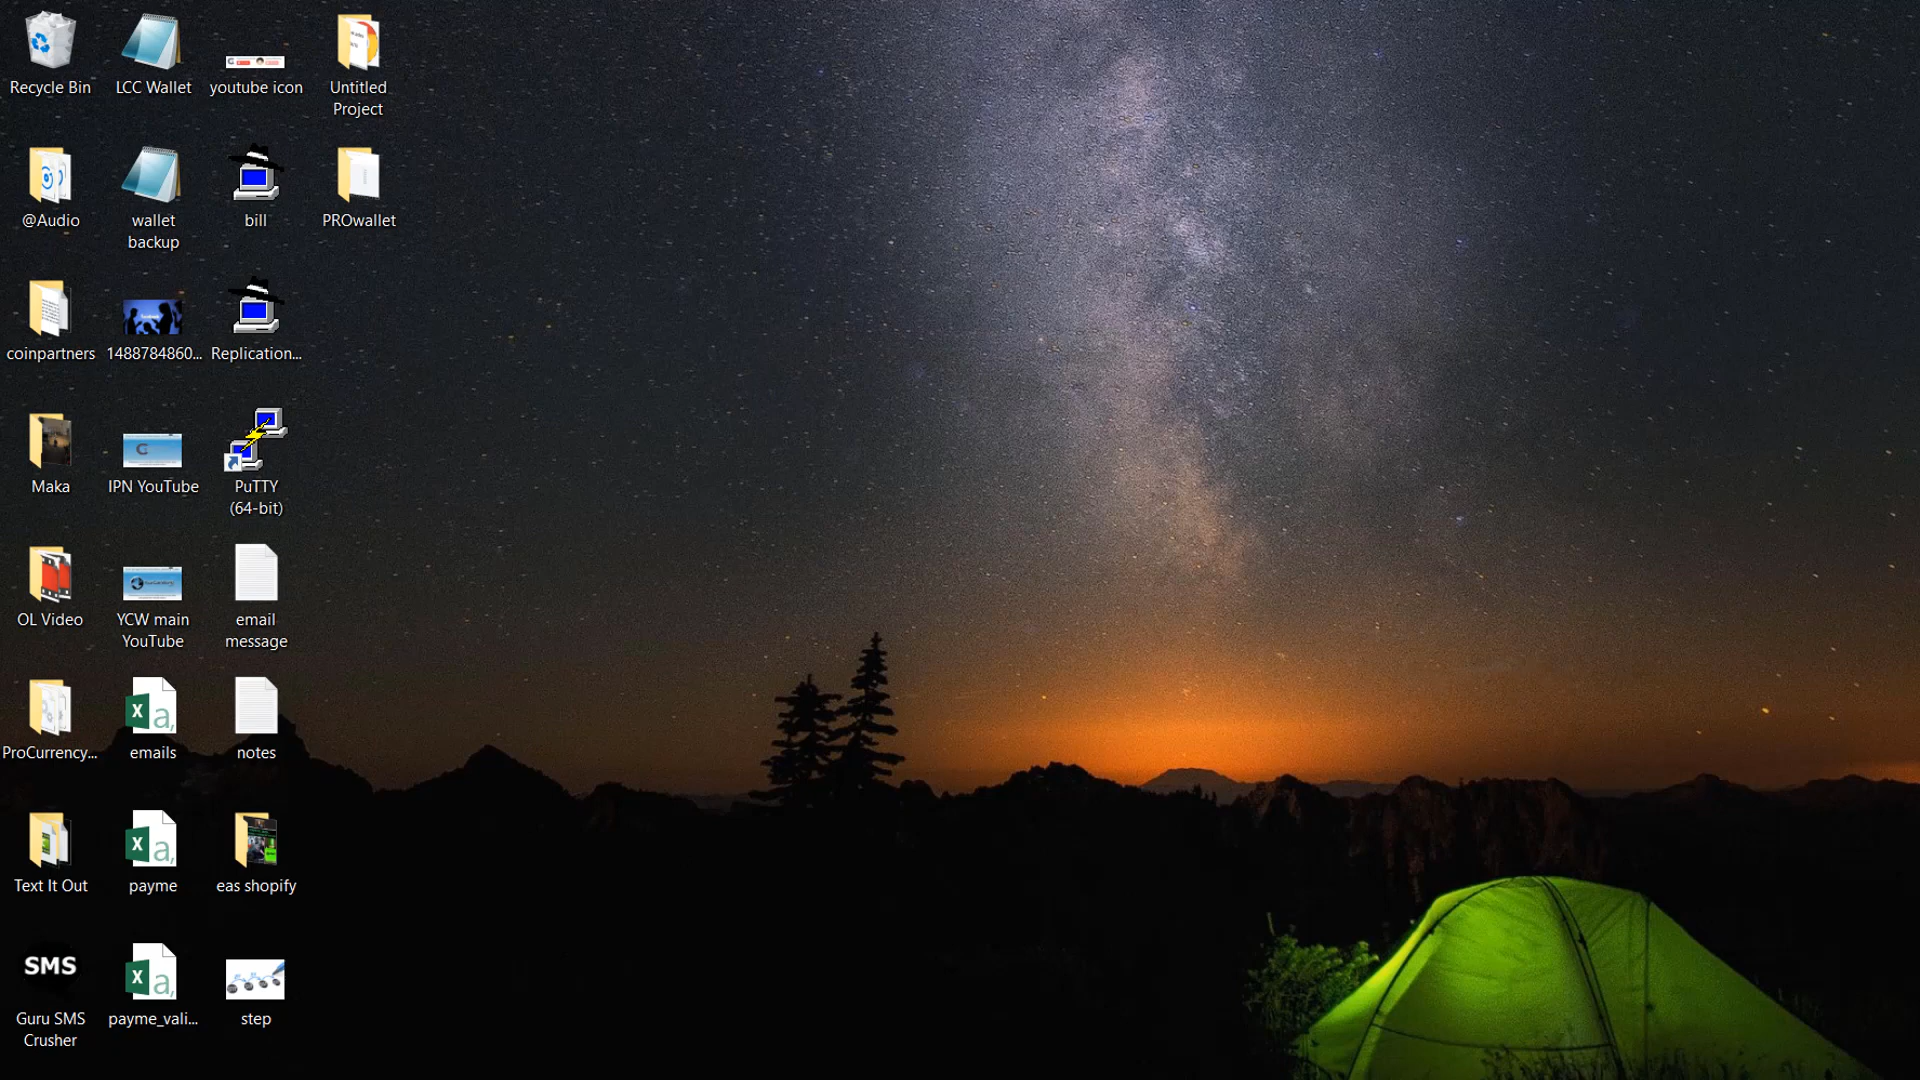 Recycle Bin
LCC Wallet
youtube icon
Untitled
Project
@Audio
wallet
backup
bill
PROwallet
coinpartners
1488784860...
Replication...
Maka
IPN YouTube
PuTTY
(64-bit)
OL Video
YCW main
YouTube
email
message
ProCurrency...
emails
notes
Text It Out
payme
eas shopify
SMS
Guru SMS
Crusher
payme_vali...
step